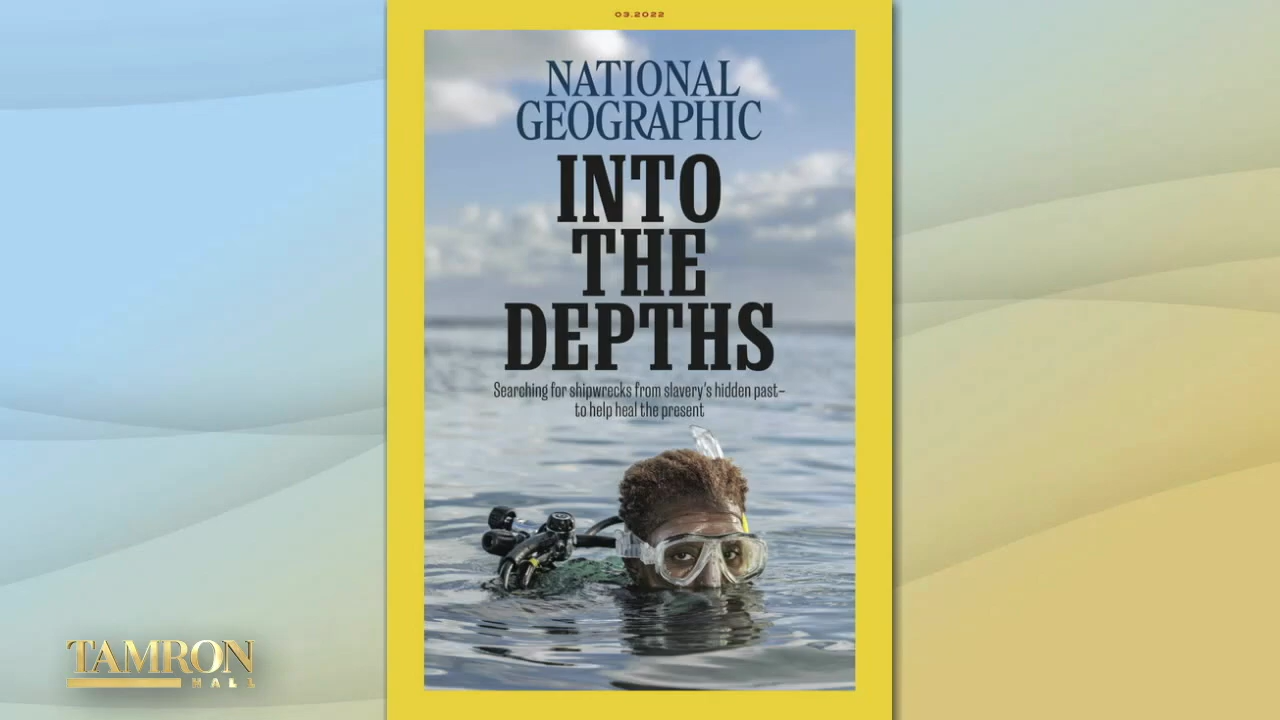 03.2022
NATIONAL
GEOGRAPHIC
INTO
THE
DEPTHS
Searching for shipwrecks from slavery's hidden past–
to help heal the present
TAMRON
HALL